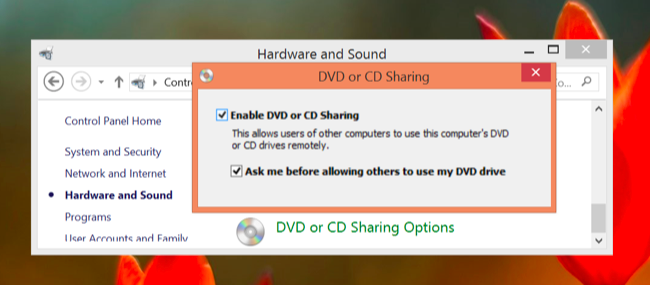 Hardware and Sound
DVD or CD Sharing
Contr
o...
Enable DVD or CD Sharing
This allows users of other computers to use this computer's DVD
or CD drives remotely.
Ask me before allowing others to use my DVD drive
Control Panel Home
System and Security
Network and Internet
Hardware and Sound
Programs
User Accounts and Family
DVD or CD Sharing Options